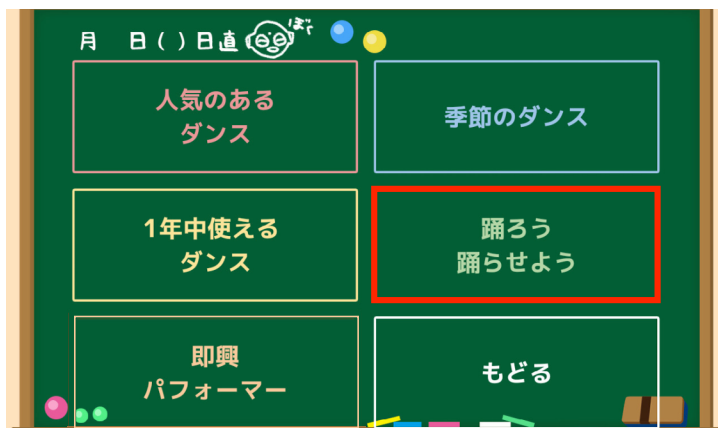 月 日( )日直
ぼく
人気のある
ダンス
季節のダンス
1年中使える
ダンス
踊ろう
踊らせよう
即興
パフォーマー
もどる